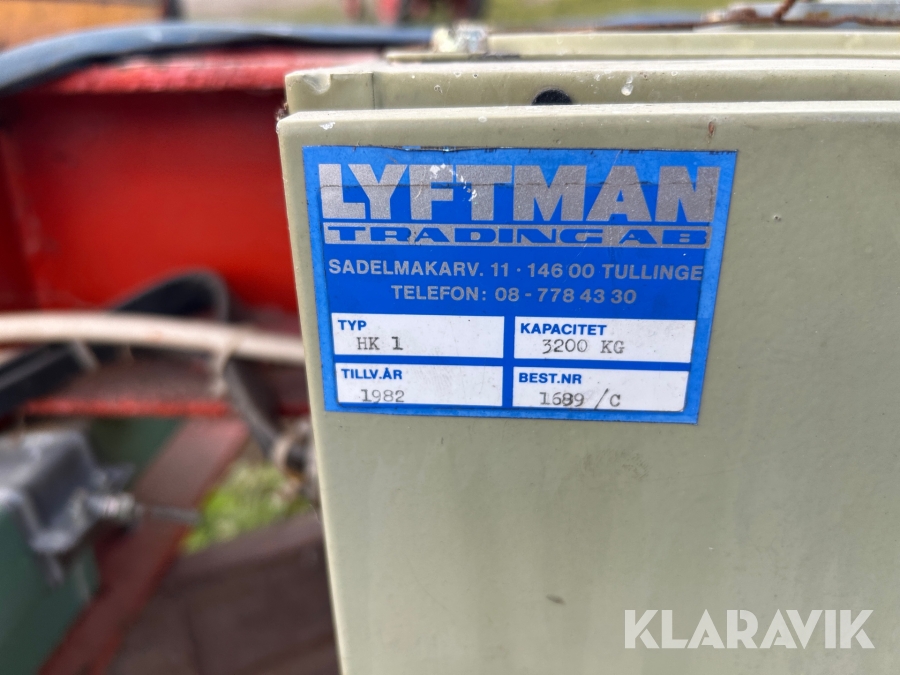 LYFTMAN
TRADING AB
SADELMAKARV. 11 · 146 00 TULLINGE
TELEFON: 08 - 778 43 30
TYP
HK 1
KAPACITET
3200 KG
TILLV.ÅR
1982
BEST.NR
1689 /C
KLARAVIK